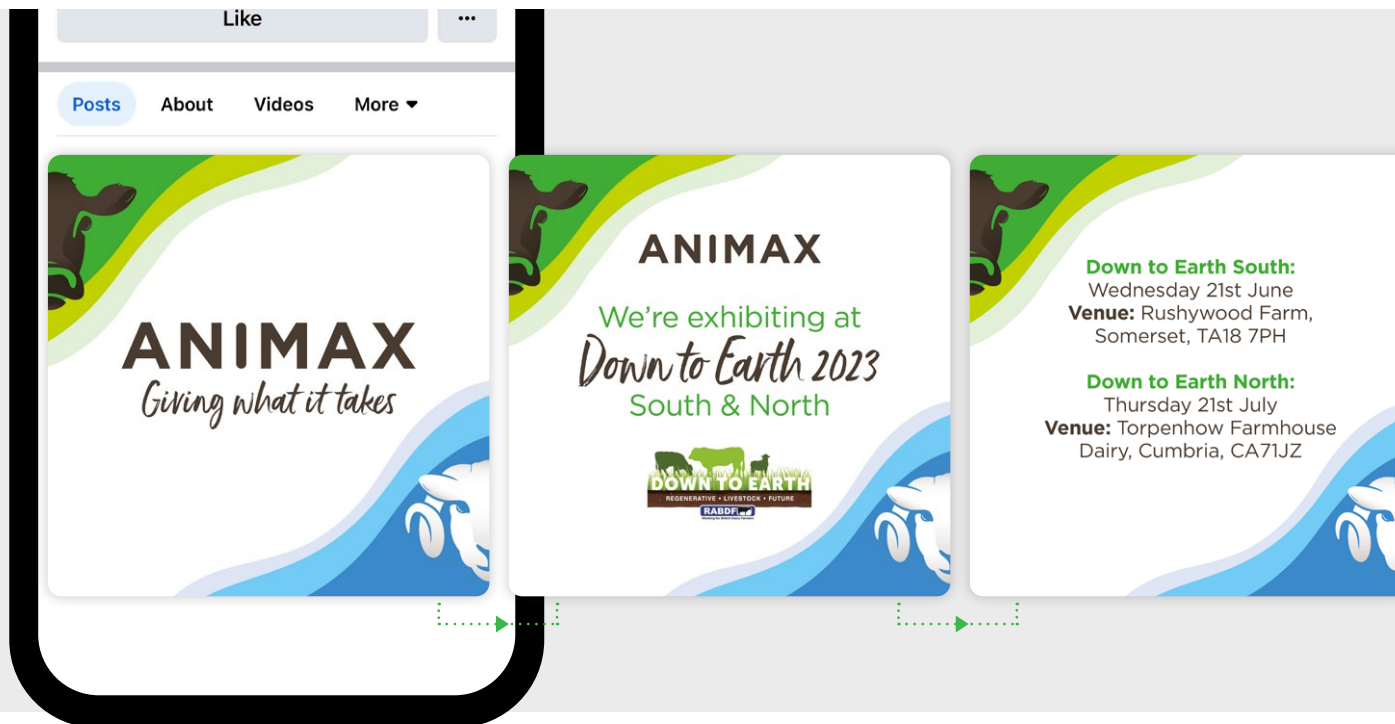 Like
Posts About Videos More
ANIMAX
Giving what it takes
ANIMAX
We're exhibiting at
Down to Earth 2023
South & North
DOWN TO EARTH
REGENERATIVE • LIVESTOCK • FUTURE
RABDF
Down to Earth South:
Wednesday 21st June
Venue: Rushywood Farm,
Somerset, TA18 7PH
Down to Earth North:
Thursday 21st July
Venue: Torpenhow Farmhouse
Dairy, Cumbria, CA71JZ